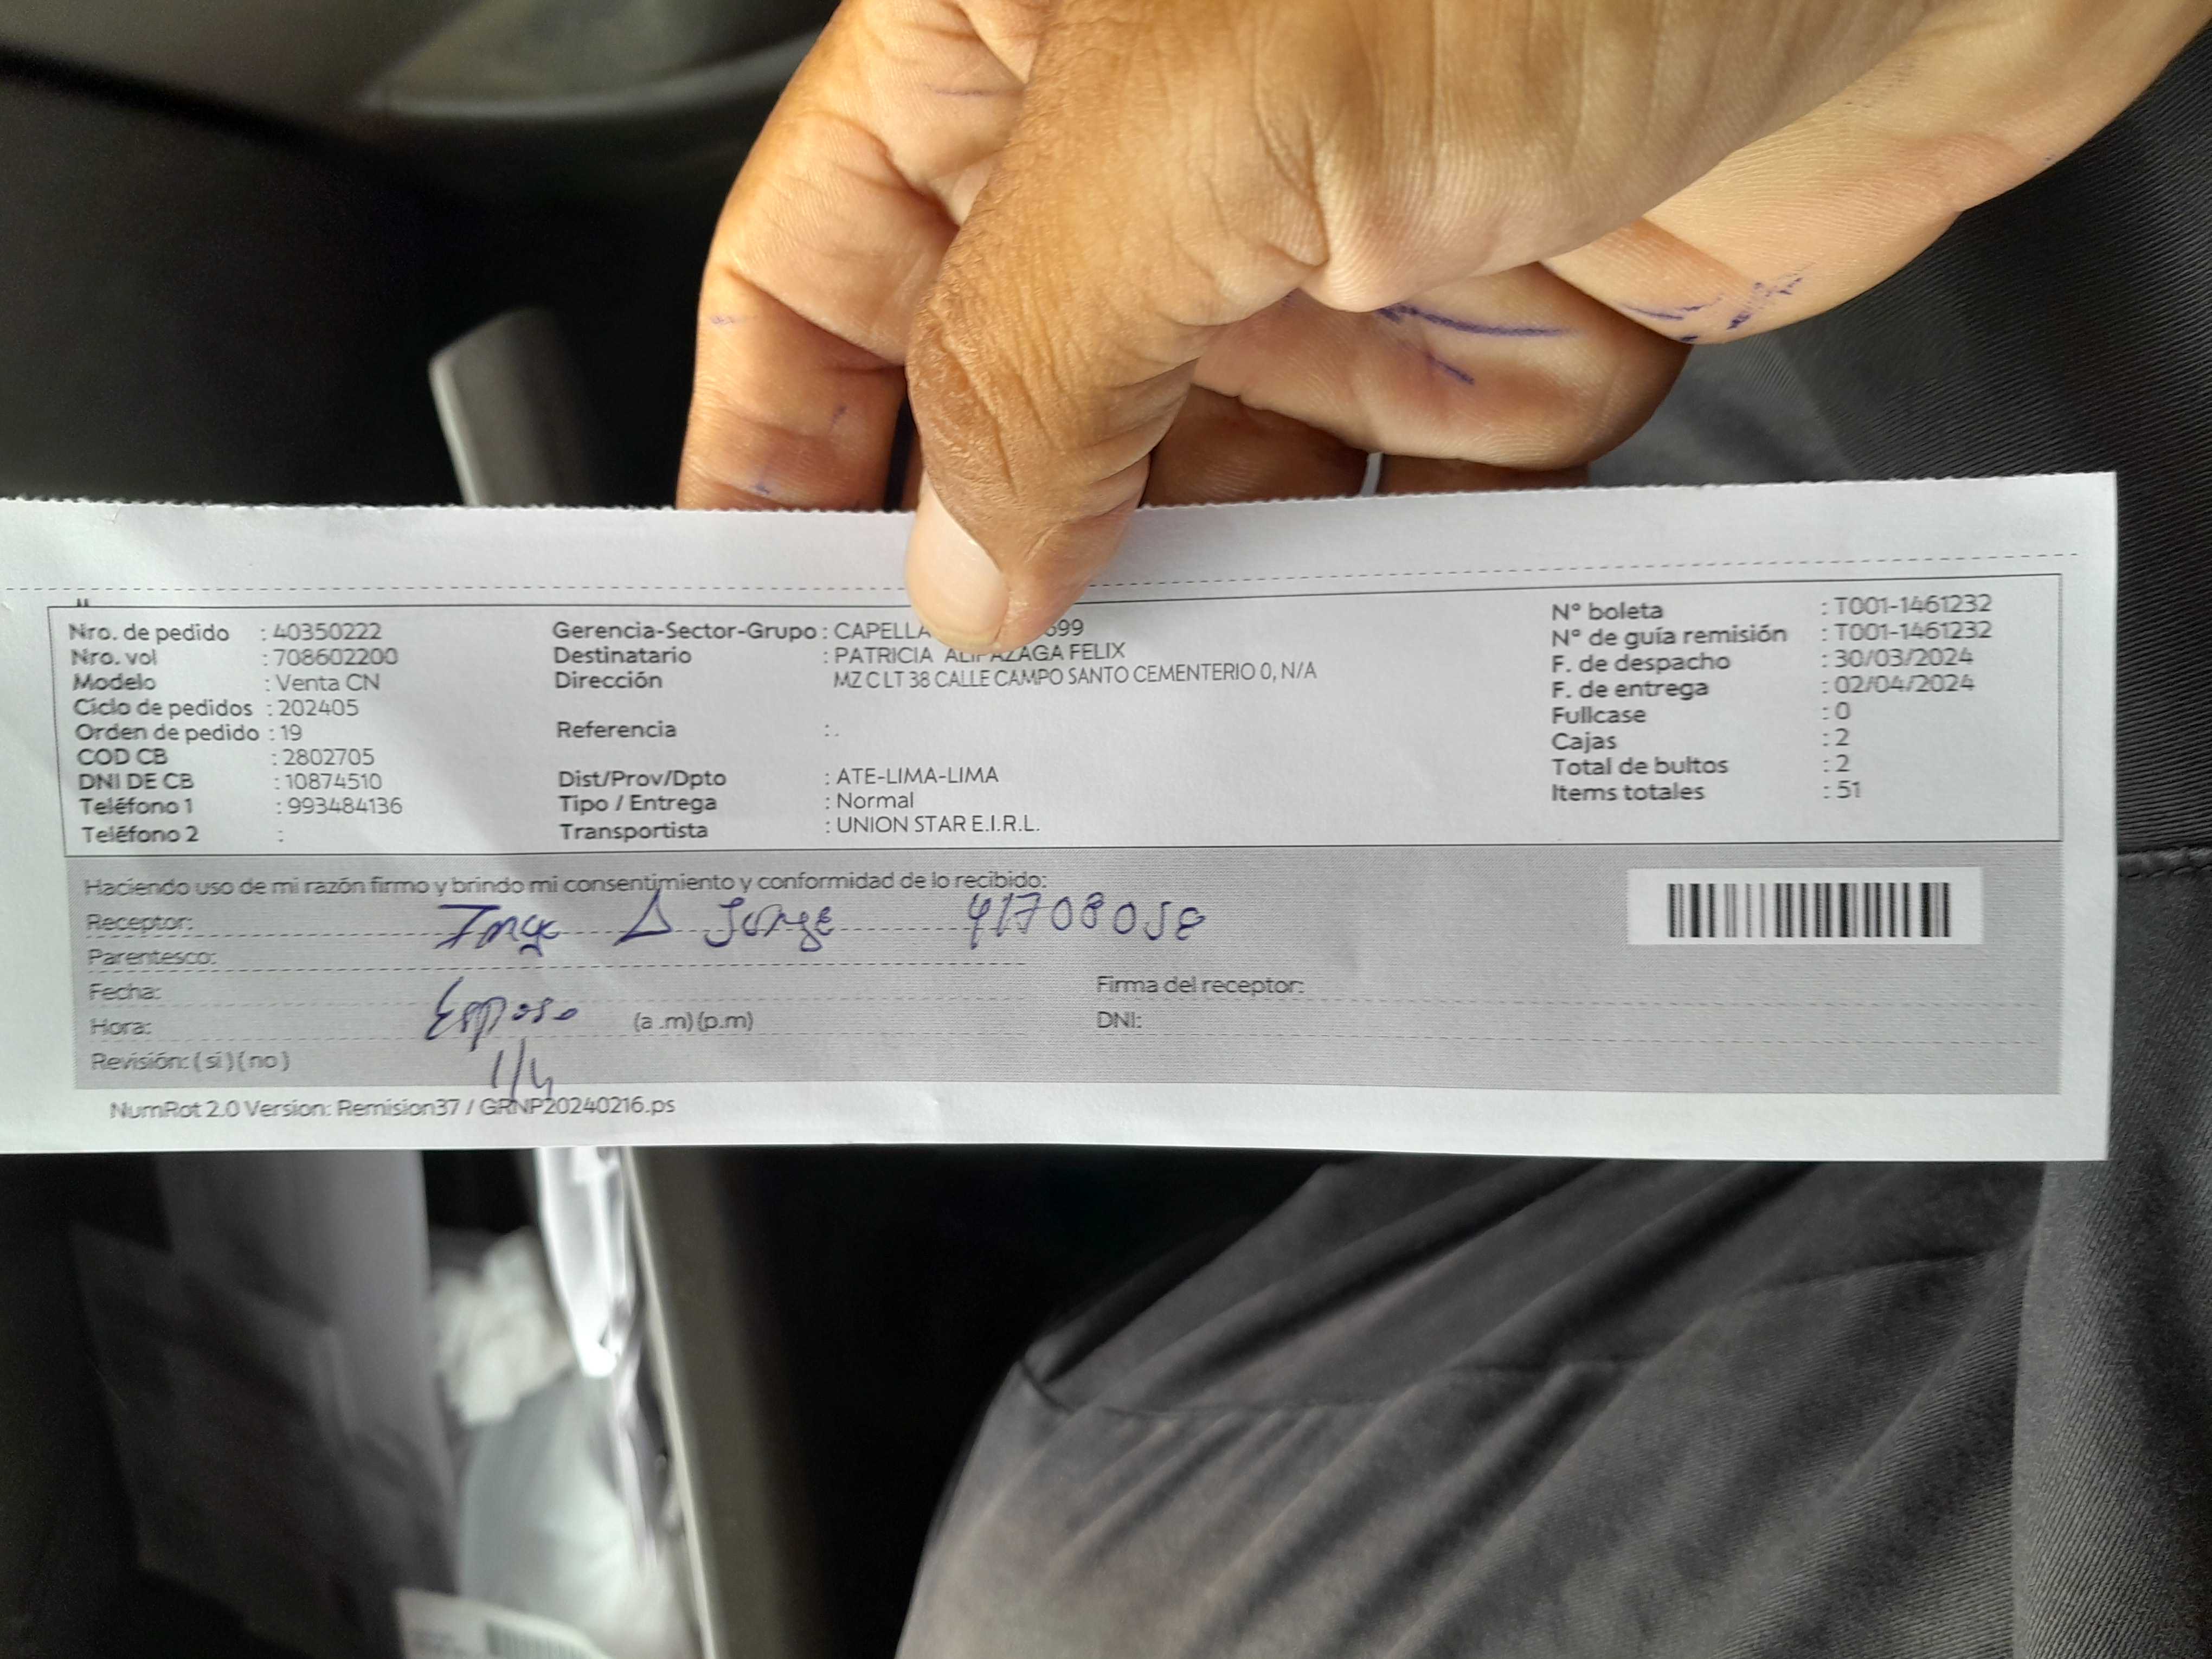 Nro. de pedido : 40350222
Nro. vol : 708602200
Modelo : Venta CN
Ciclo de pedidos : 202405
Orden de pedido : 19
COD CB : 2802705
DNI DE CB : 10874510
Teléfono 1 : 993484136
Teléfono 2 :
Gerencia-Sector-Grupo : CAPELLA 699
Destinatario : PATRICIA FELIX
Dirección MZ C LT 38 CALLE CAMPO SANTO CEMENTERIO 0, N/A
Referencia : .
Dist/Prov/Dpto : ATE-LIMA-LIMA
Tipo / Entrega : Normal
Transportista : UNION STAR E.I.R.L.
N° boleta : T001-1461232
N° de guía remisión : T001-1461232
F. de despacho : 30/03/2024
F. de entrega : 02/04/2024
Fullcase : 0
Cajas : 2
Total de bultos : 2
Items totales : 51
Haciendo uso de mi razón firmo y brindo mi consentimiento y conformidad de lo recibido:
Receptor: Jorge
Parentesco:
Fecha: Esposo
Hora: (a .m) (p.m)
Revisión: ( si ) ( no ) 1/4
Firma del receptor:
DNI:
NumRot 2.0 Version: Remision37 / GRNP20240216.ps